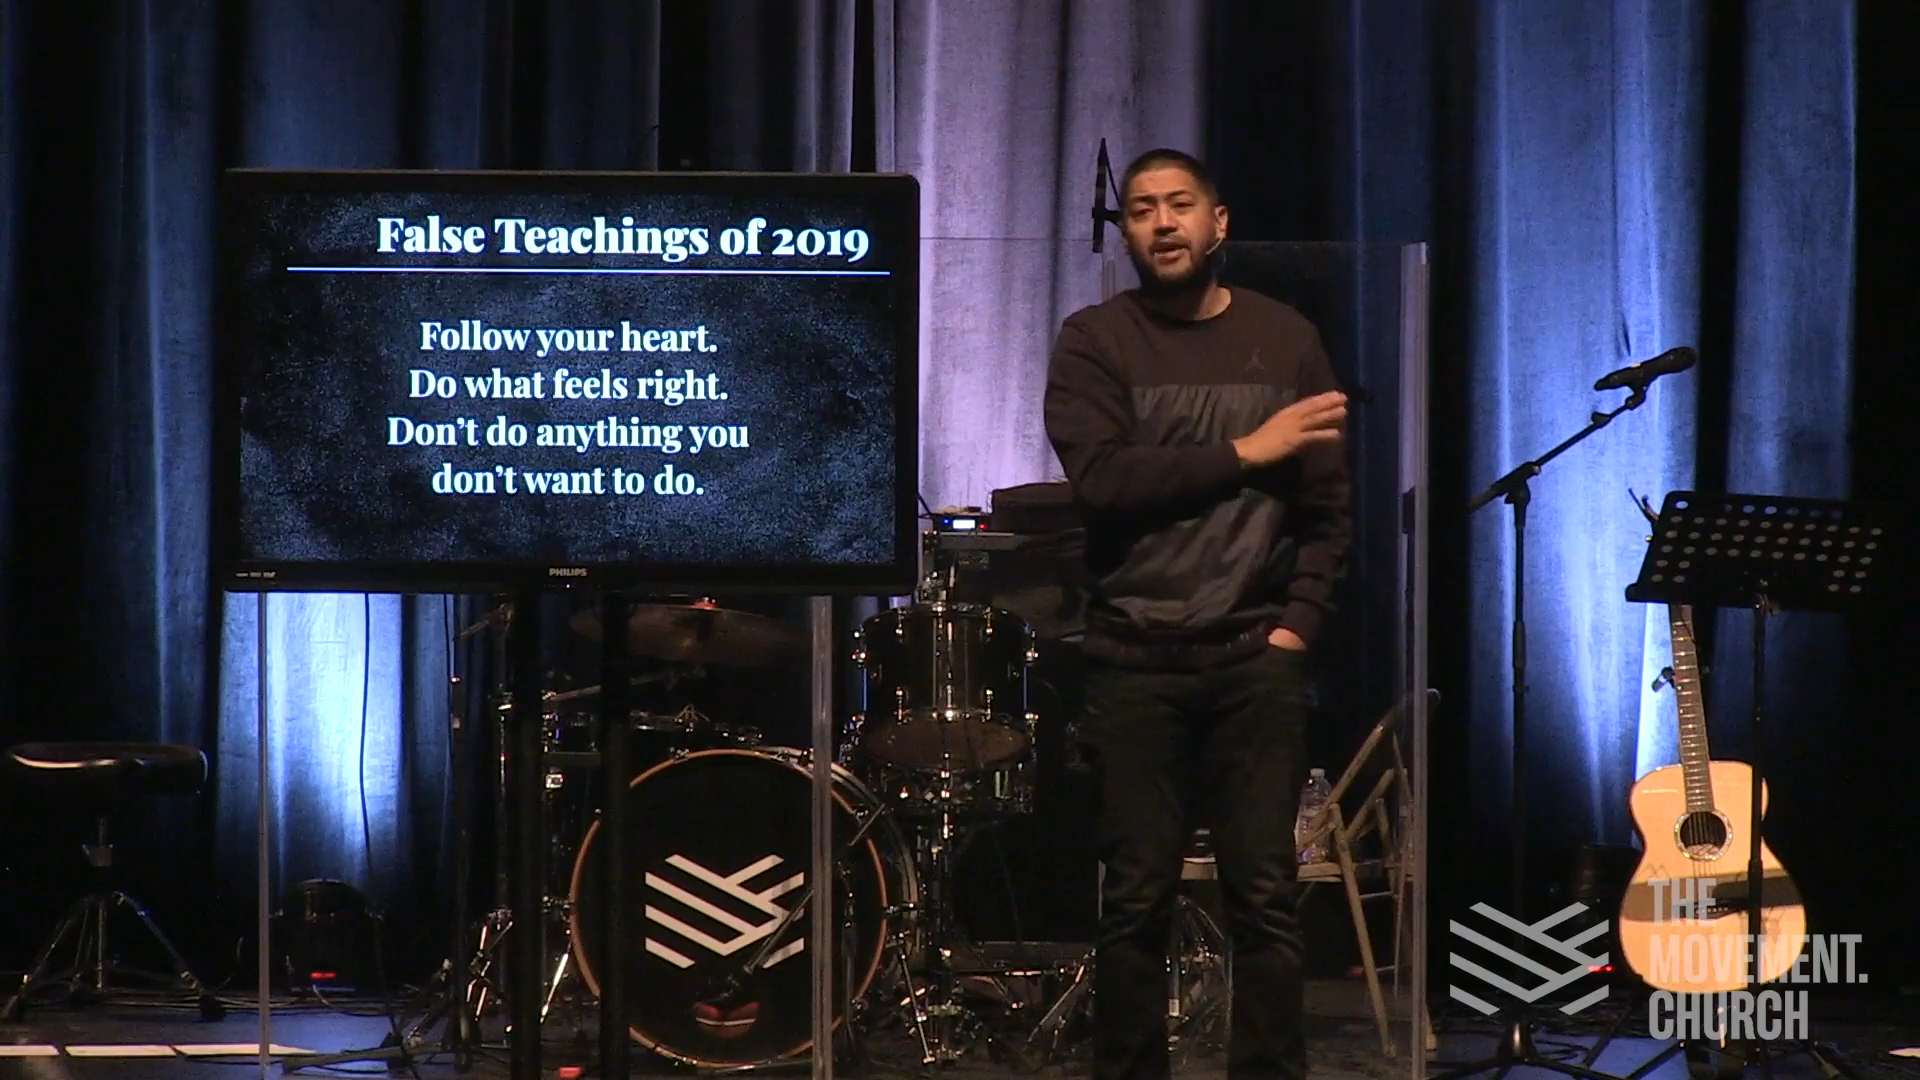 False Teachings of 2019
Follow your heart.
Do what feels right.
Don't do anything you
don't want to do.
PHILIPS
THE
MOVEMENT.
CHURCH